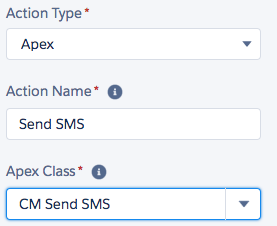 Action Type*
Apex
Action Name*
Send SMS
Apex Class*
CM Send SMS